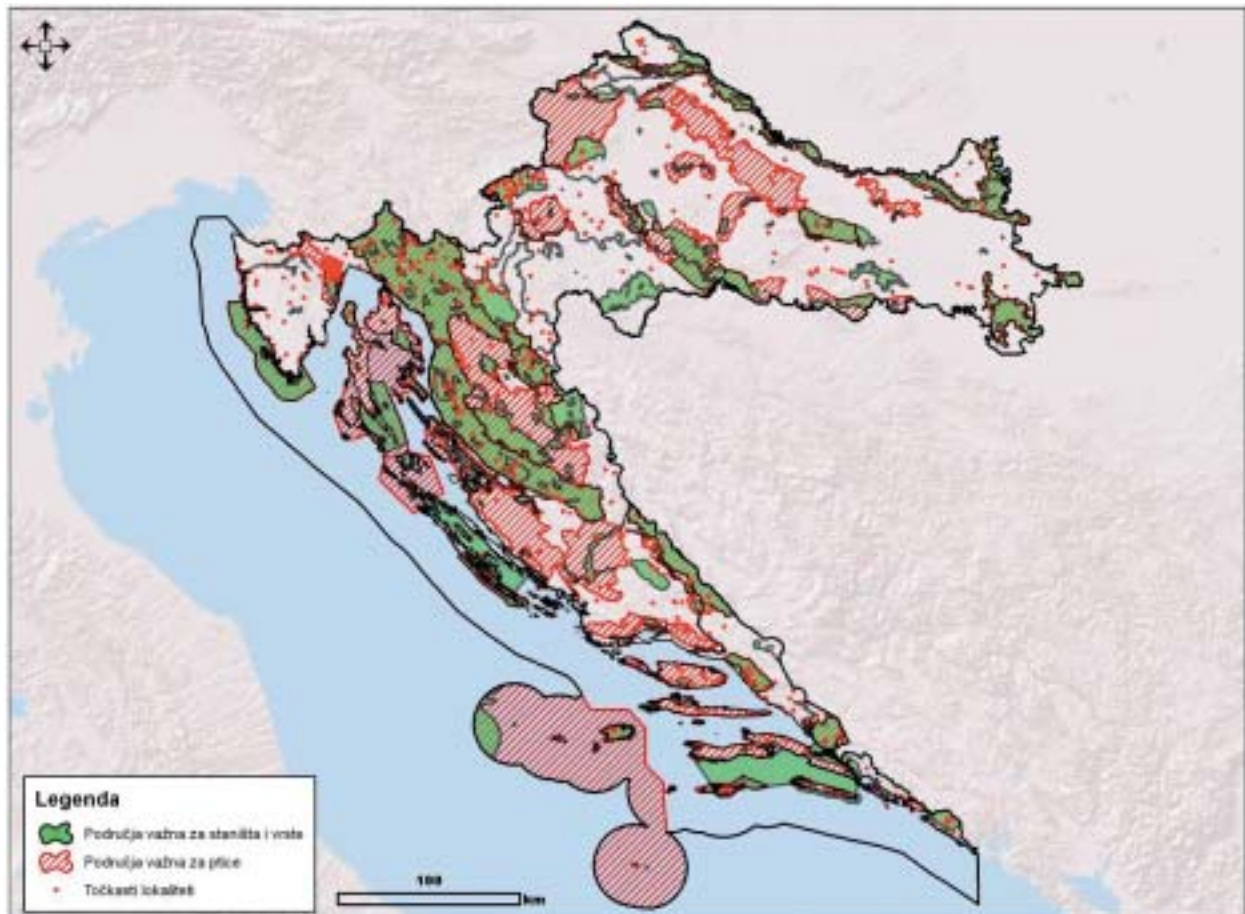 Legenda
Područja važna za staništa i vrste
Područja važna za ptice
Točkasti lokaliteti
100
km